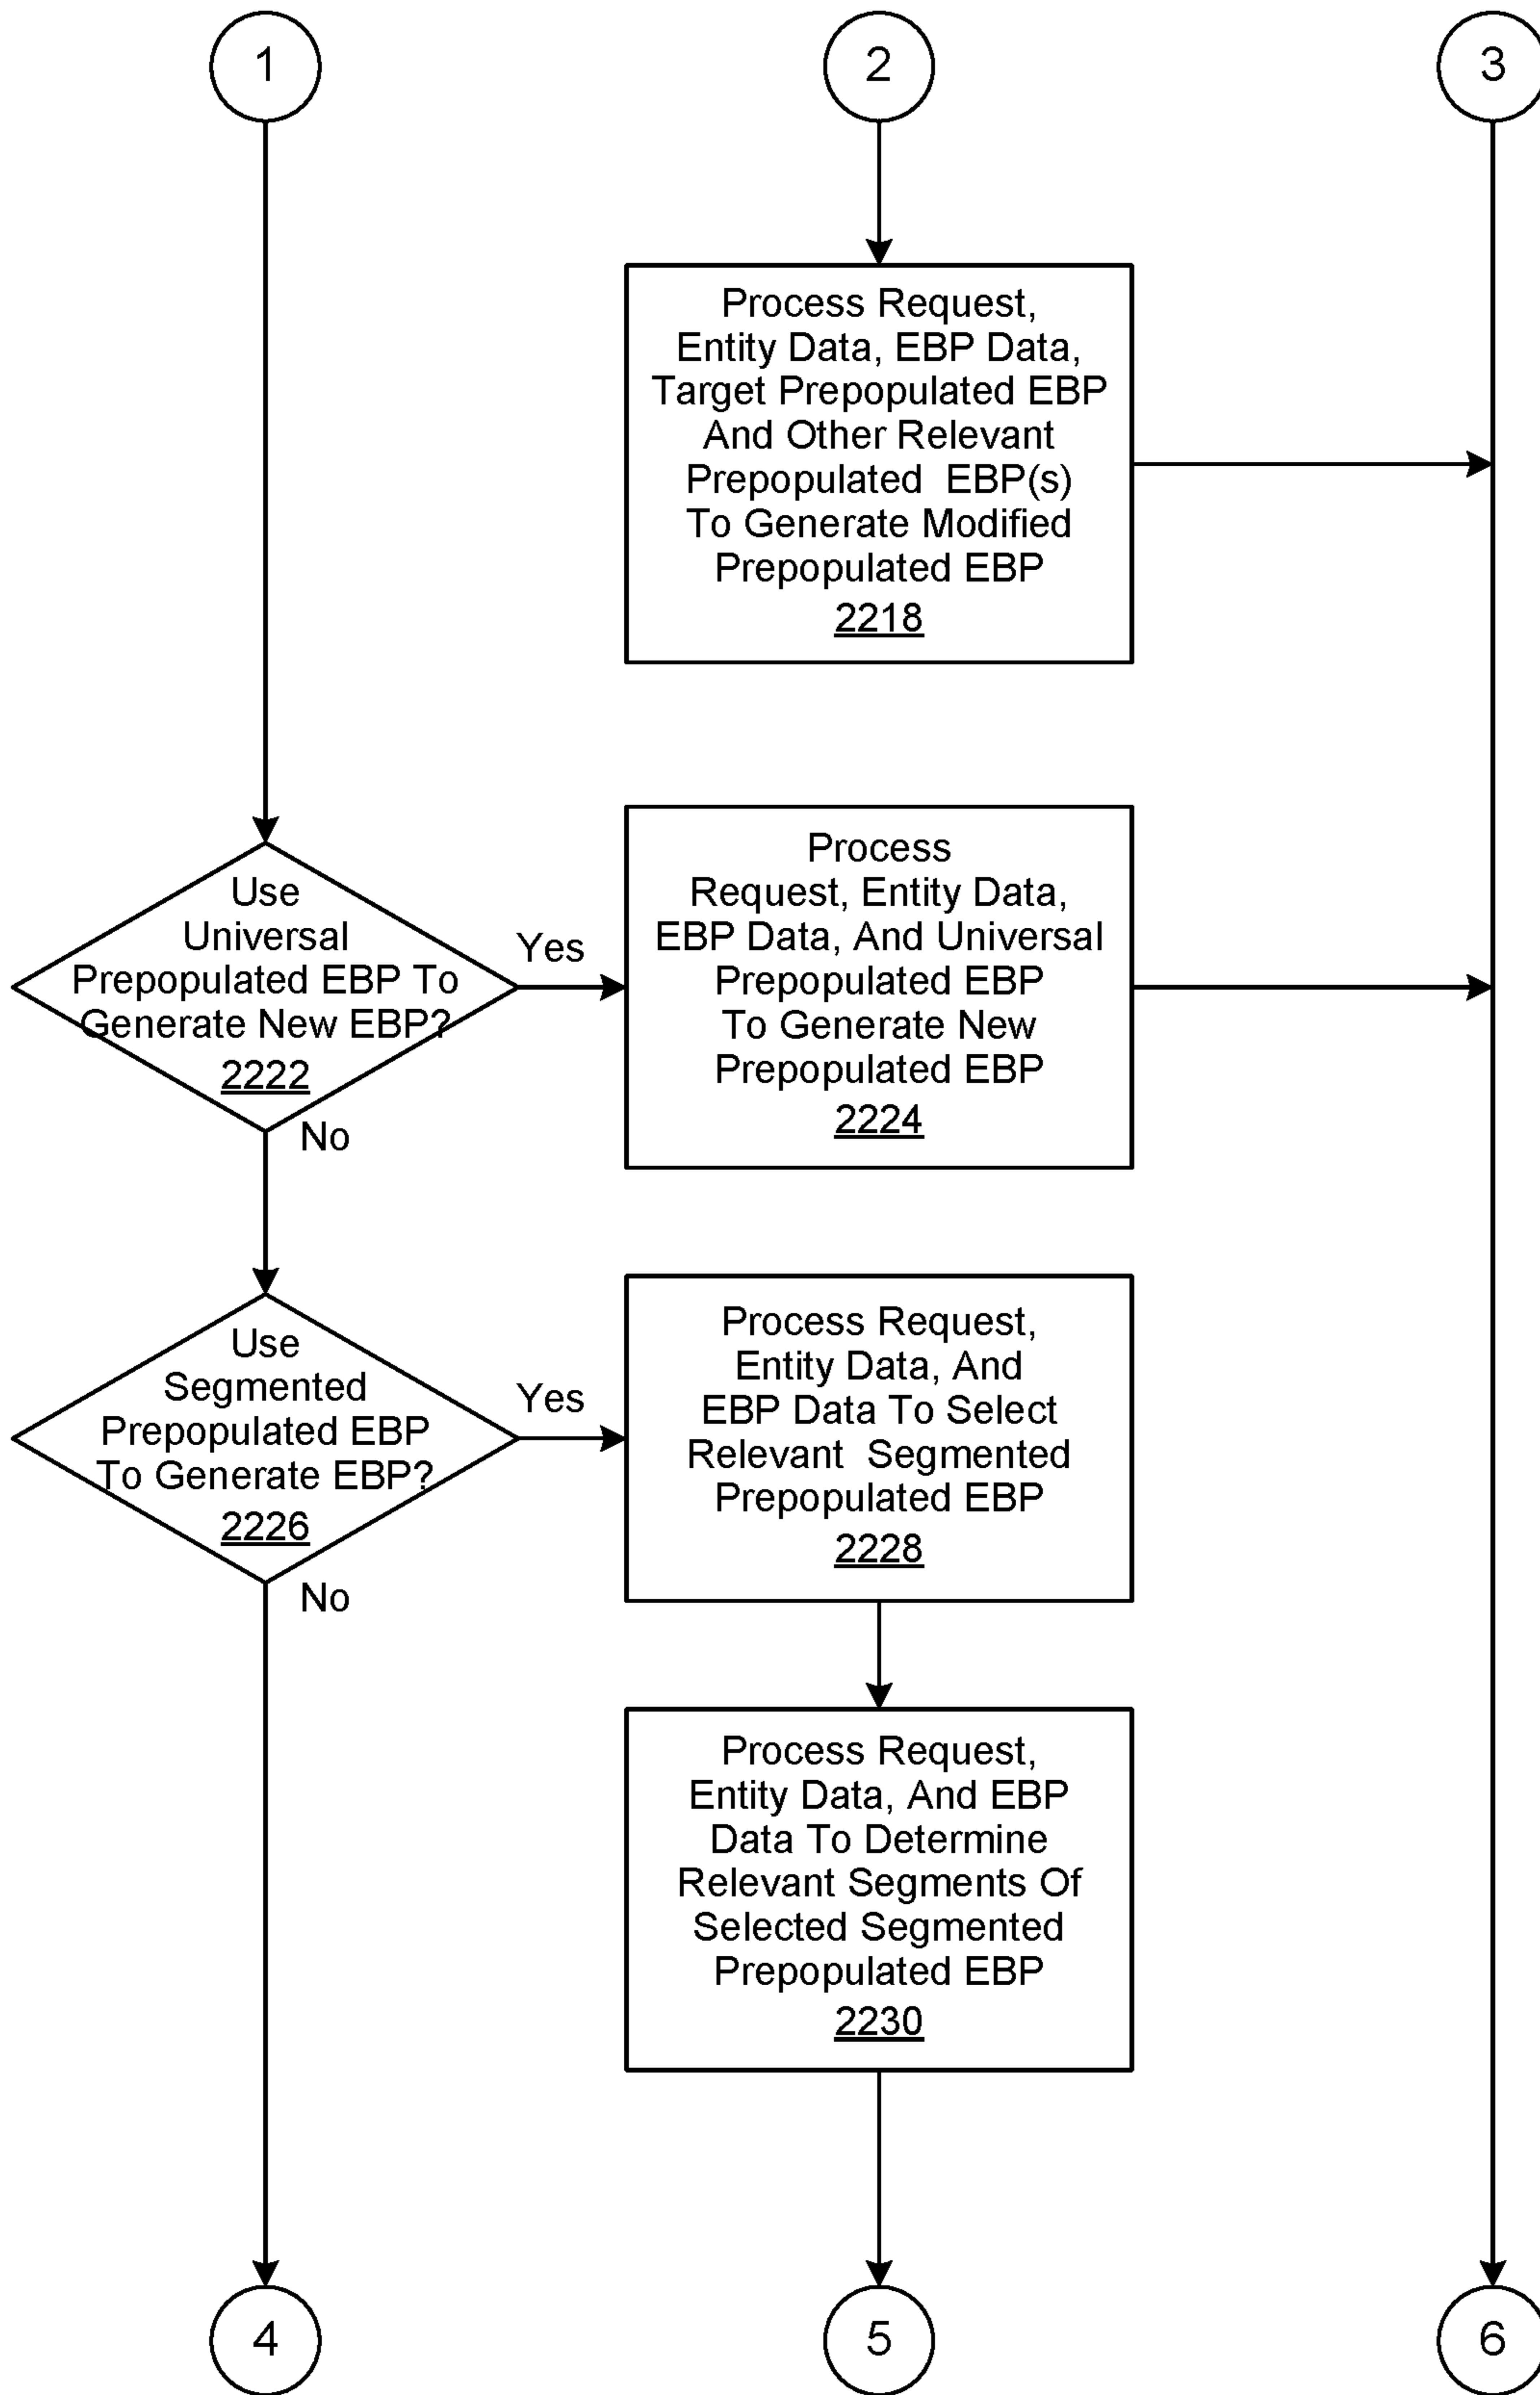 1
2
3
Process Request,
Entity Data, EBP Data,
Target Prepopulated EBP
And Other Relevant
Prepopulated EBP(s)
To Generate Modified
Prepopulated EBP
2218
Use
Universal
Prepopulated EBP To
Generate New EBP?
2222
Yes
No
Process
Request, Entity Data,
EBP Data, And Universal
Prepopulated EBP
To Generate New
Prepopulated EBP
2224
Use
Segmented
Prepopulated EBP
To Generate EBP?
2226
Yes
No
Process Request,
Entity Data, And
EBP Data To Select
Relevant Segmented
Prepopulated EBP
2228
Process Request,
Entity Data, And EBP
Data To Determine
Relevant Segments Of
Selected Segmented
Prepopulated EBP
2230
4
5
6